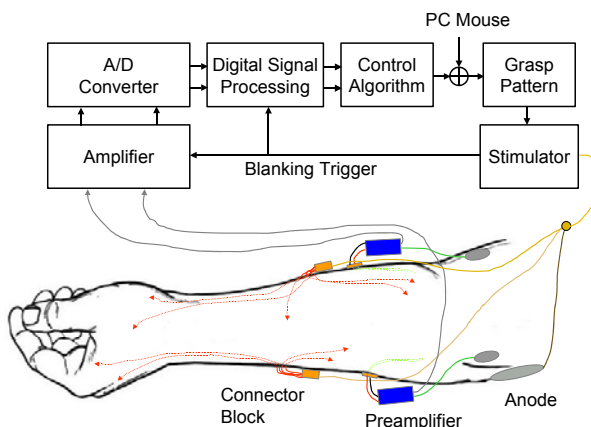 PC Mouse
A/D
Converter
Digital Signal
Processing
Control
Algorithm
Grasp
Pattern
Amplifier
Blanking Trigger
Stimulator
Connector
Block
Preamplifier
Anode